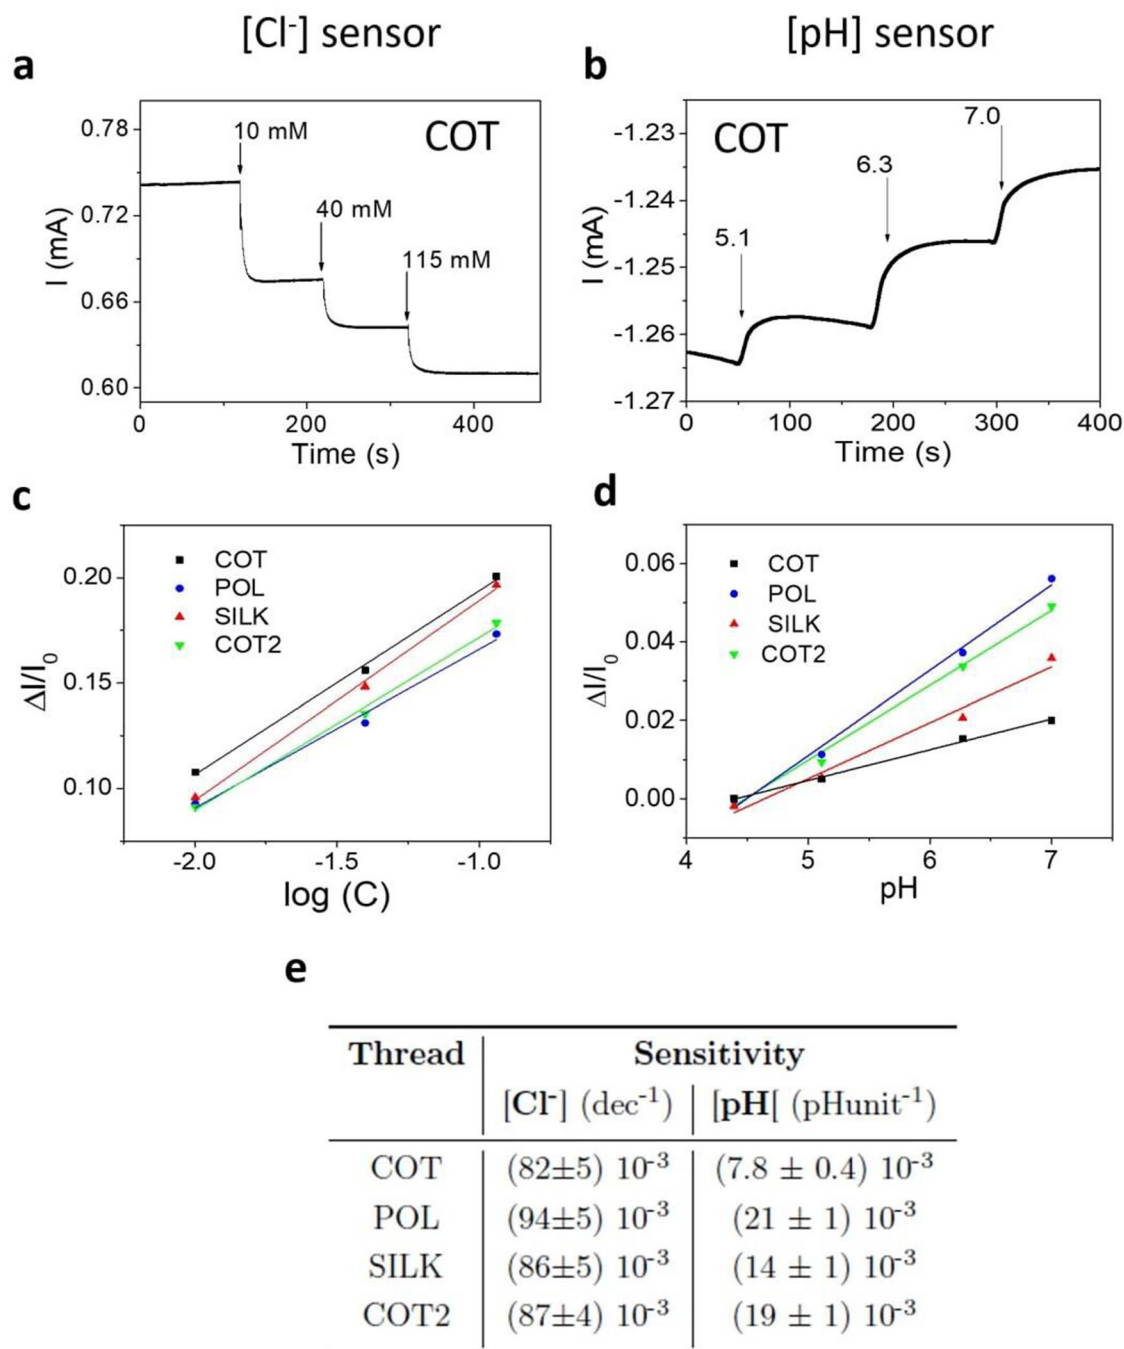 [Cl-] sensor
[pH] sensor
a
b
COT
10 mM
40 mM
115 mM
0.78
0.72
0.66
0.60
I (mA)
0
200
400
Time (s)
COT
5.1
6.3
7.0
-1.23
-1.24
-1.25
-1.26
-1.27
I (mA)
0
100
200
300
400
Time (s)
c
d
COT
POL
SILK
COT2
0.20
0.15
0.10
ΔI/I0
-2.0
-1.5
-1.0
log (C)
COT
POL
SILK
COT2
0.06
0.04
0.02
0.00
ΔI/I0
4
5
6
7
pH
e
Thread Sensitivity
[Cl-] (dec-1) [pH[ (pHunit-1)
COT (82±5) 10-3 (7.8 ± 0.4) 10-3
POL (94±5) 10-3 (21 ± 1) 10-3
SILK (86±5) 10-3 (14 ± 1) 10-3
COT2 (87±4) 10-3 (19 ± 1) 10-3